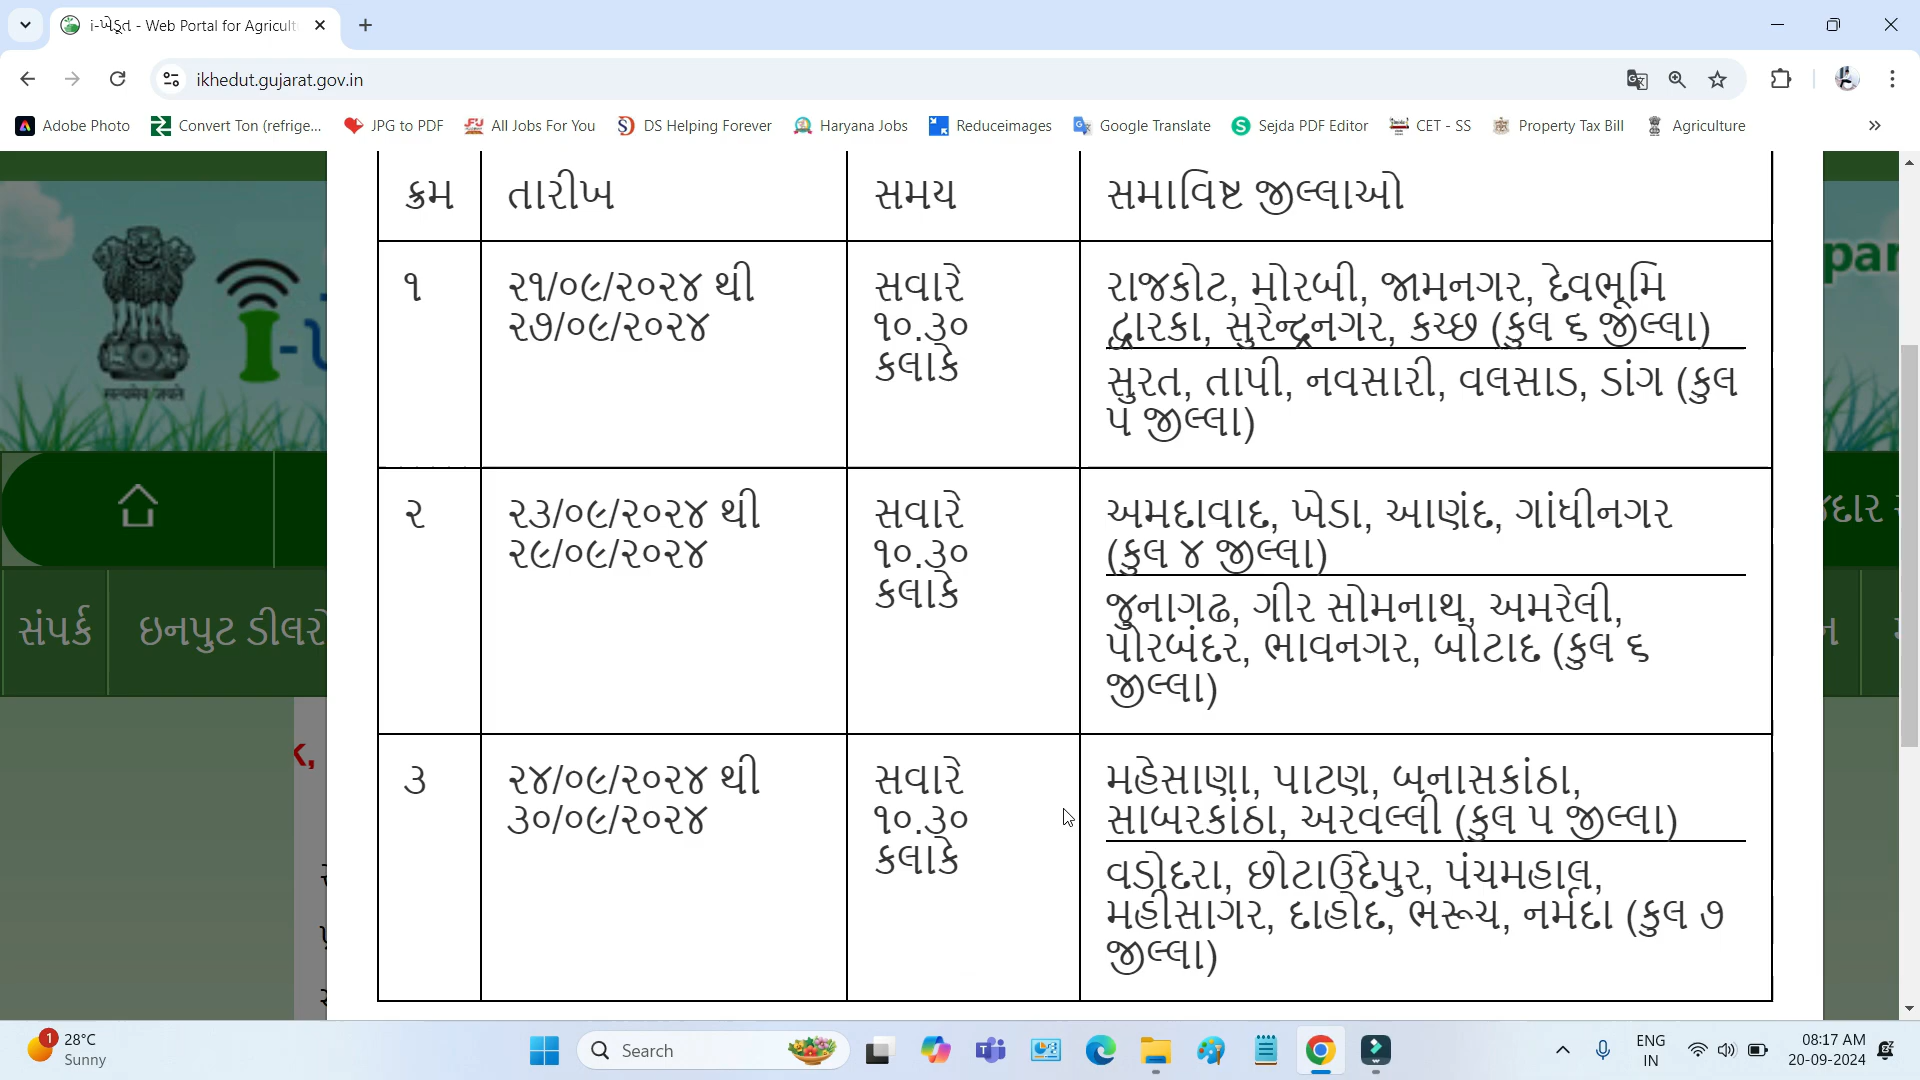 i-ખેડૂત - Web Portal for Agricult
ikhedut.gujarat.gov.in
Adobe Photo
Convert Ton (refrige...
JPG to PDF
All Jobs For You
DS Helping Forever
Haryana Jobs
Reduceimages
Google Translate
Sejda PDF Editor
CET - SS
Property Tax Bill
Agriculture
ક્રમ
તારીખ
સમય
સમાવિષ્ટ જીલ્લાઓ
૧
૨૧/૦૯/૨૦૨૪ થી
૨૭/૦૯/૨૦૨૪
સવારે
૧૦.૩૦
કલાકે
રાજકોટ, મોરબી, જામનગર, દેવભૂમિ
દ્વારકા, સુરેન્દ્રનગર, કચ્છ (કુલ ૬ જીલ્લા)
સુરત, તાપી, નવસારી, વલસાડ, ડાંગ (કુલ
૫ જીલ્લા)
૨
૨૩/૦૯/૨૦૨૪ થી
૨૯/૦૯/૨૦૨૪
સવારે
૧૦.૩૦
કલાકે
અમદાવાદ, ખેડા, આણંદ, ગાંધીનગર
(કુલ ૪ જીલ્લા)
જુનાગઢ, ગીર સોમનાથ, અમરેલી,
પોરબંદર, ભાવનગર, બોટાદ (કુલ ૬
જીલ્લા)
૩
૨૪/૦૯/૨૦૨૪ થી
૩૦/૦૯/૨૦૨૪
સવારે
૧૦.૩૦
કલાકે
મહેસાણા, પાટણ, બનાસકાંઠા,
સાબરકાંઠા, અરવલ્લી (કુલ ૫ જીલ્લા)
વડોદરા, છોટાઉદેપુર, પંચમહાલ,
મહીસાગર, દાહોદ, ભરૂચ, નર્મદા (કુલ ૭
જીલ્લા)
सत्यमेव जयते
સંપર્ક
ઇનપુટ
28°C
Sunny
Search
ENG
IN
08:17 AM
20-09-2024